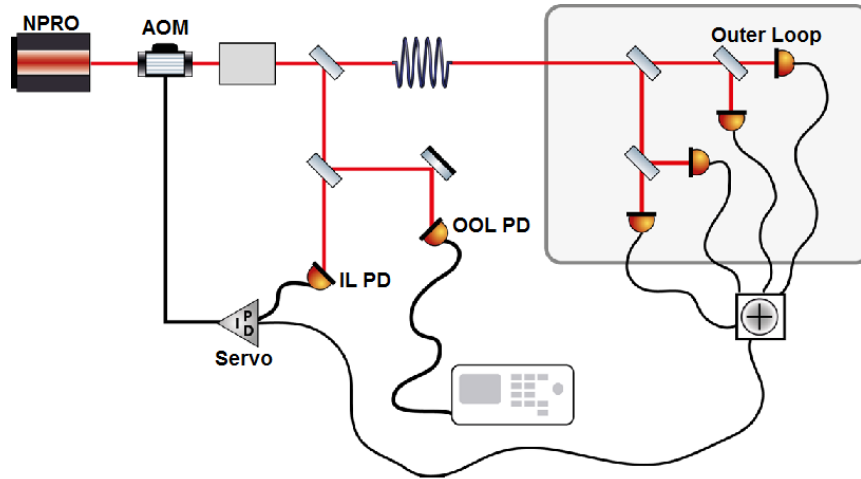 NPRO
AOM
Outer Loop
OOL PD
IL PD
P
I
D
Servo